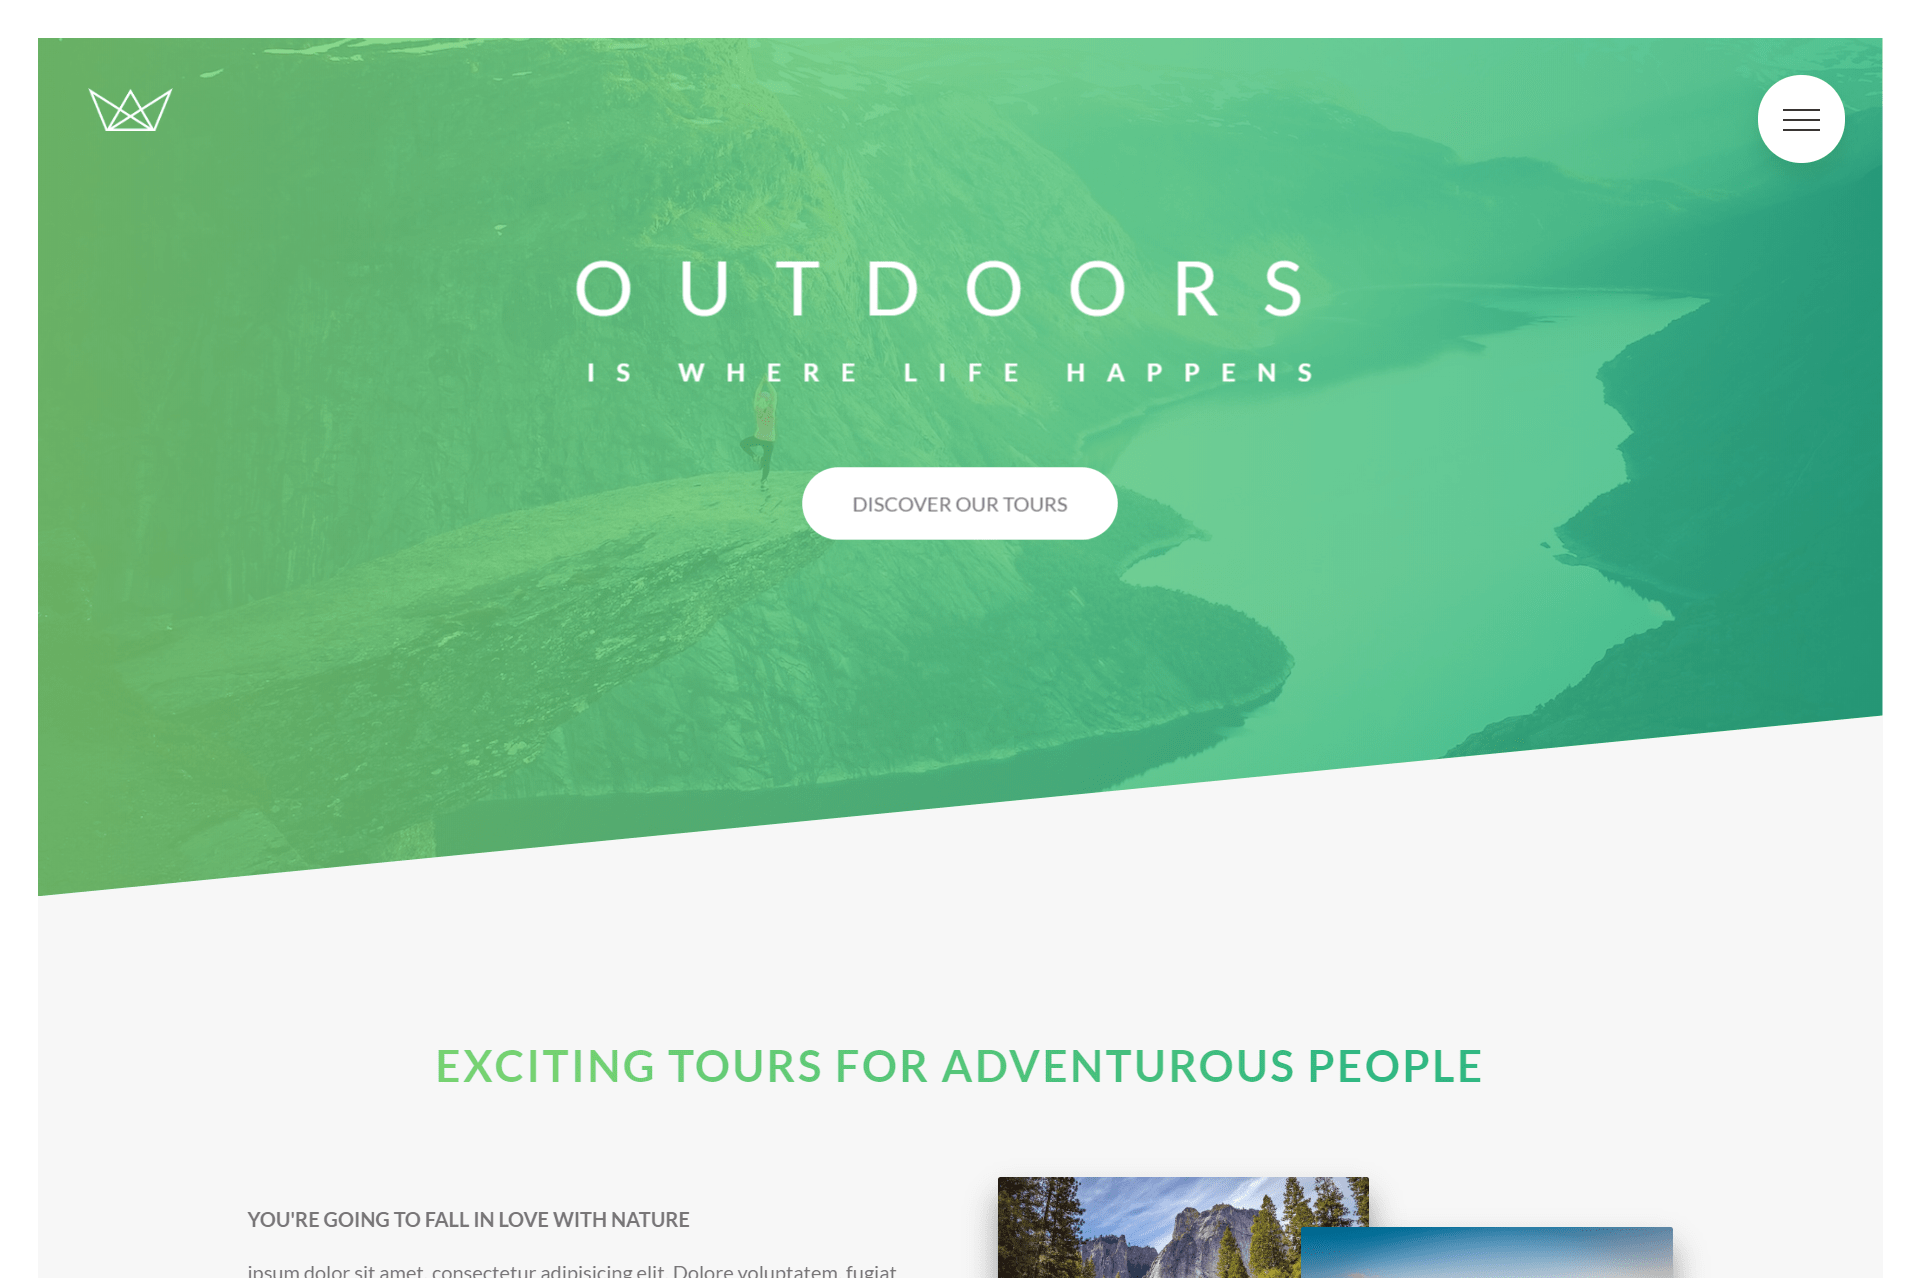 OUTDOORS
IS WHERE LIFE HAPPENS
DISCOVER OUR TOURS
EXCITING TOURS FOR ADVENTUROUS PEOPLE
YOU'RE GOING TO FALL IN LOVE WITH NATURE
ipsum dolor sit amet, consectetur adipisicing elit. Dolore voluptatem, fugiat